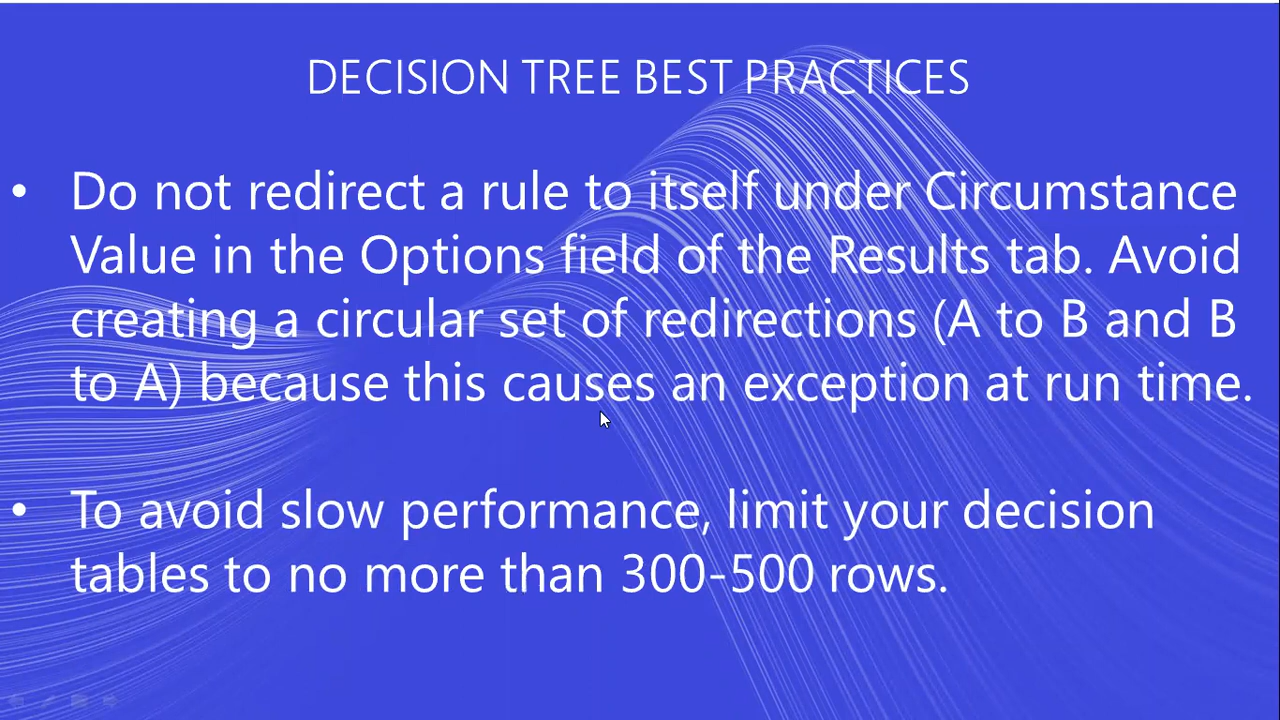 DECISION TREE BEST PRACTICES
• Do not redirect a rule to itself under Circumstance
Value in the Options field of the Results tab. Avoid
creating a circular set of redirections (A to B and B
to A) because this causes an exception at run time.
• To avoid slow performance, limit your decision
tables to no more than 300-500 rows.